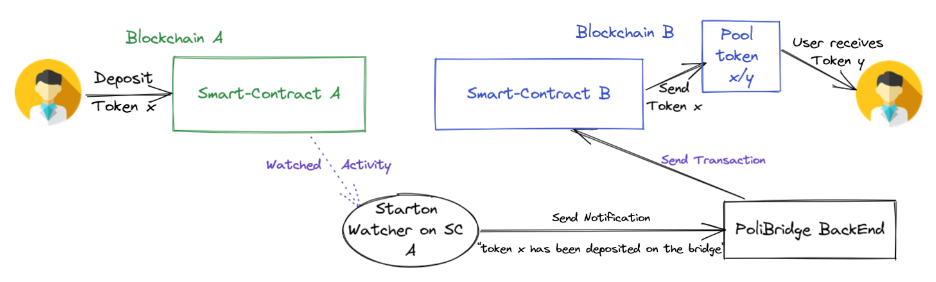 Blockchain A
Deposit
Token x
Smart-Contract A
Watched Activity
Starton
Watcher on SC
A
Send Notification
"token x has been deposited on the bridge"
PoliBridge BackEnd
Send Transaction
Blockchain B
Smart-Contract B
Send
Token x
Pool
token
x/y
User receives
Token y